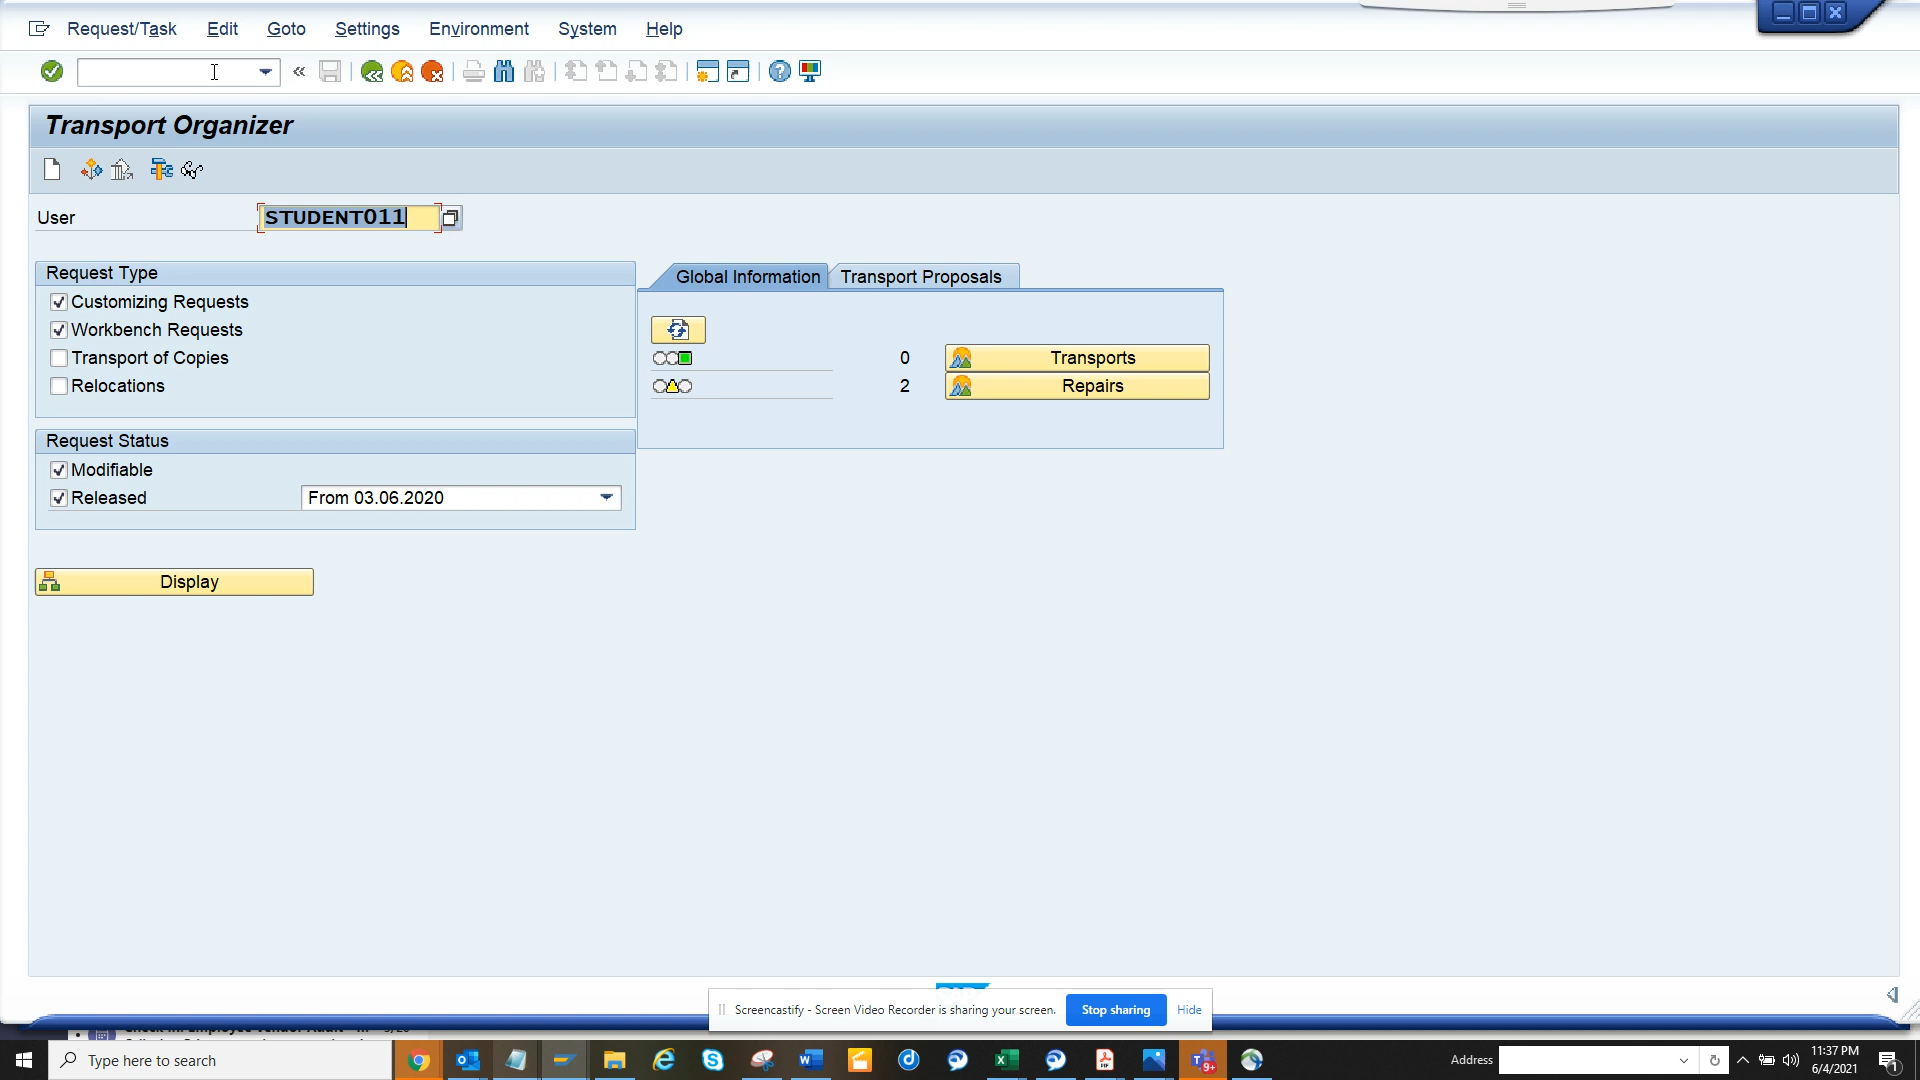 Request/Task Edit Goto Settings Environment System Help
Transport Organizer
User STUDENT011
Request Type
Customizing Requests
Workbench Requests
Transport of Copies
Relocations
Global Information Transport Proposals
0 Transports
2 Repairs
Request Status
Modifiable
Released From 03.06.2020
Display
Screencastify - Screen Video Recorder is sharing your screen. Stop sharing Hide
Type here to search
9+
Address
11:37 PM
6/4/2021
1